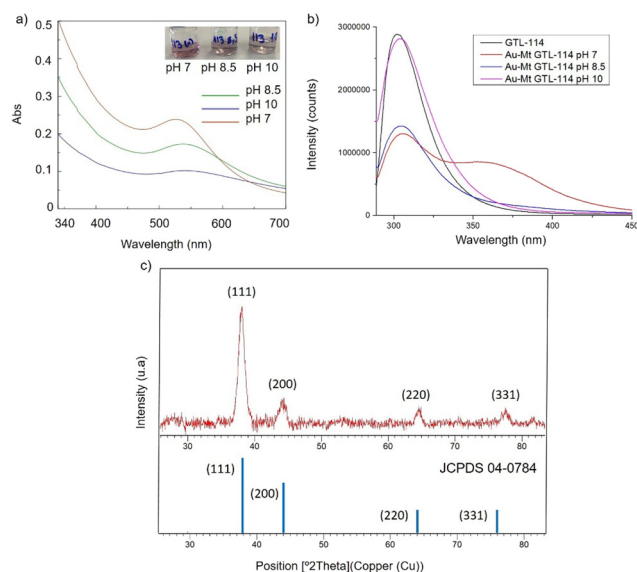 a)
0.5
0.4
0.3
0.2
0.1
0
Abs
340 400 500 600 700
Wavelength (nm)
pH 7 pH 8.5 pH 10
pH 8.5
pH 10
pH 7
b)
3000000
2000000
1000000
0
Intensity (counts)
300 350 400 450
Wavelength (nm)
GTL-114
Au-Mt GTL-114 pH 7
Au-Mt GTL-114 pH 8.5
Au-Mt GTL-114 pH 10
c)
(111)
(200)
(220)
(331)
Intensity (u.a)
30 40 50 60 70 80
JCPDS 04-0784
(111)
(200)
(220)
(331)
30 40 50 60 70 80
Position [º2Theta](Copper (Cu))